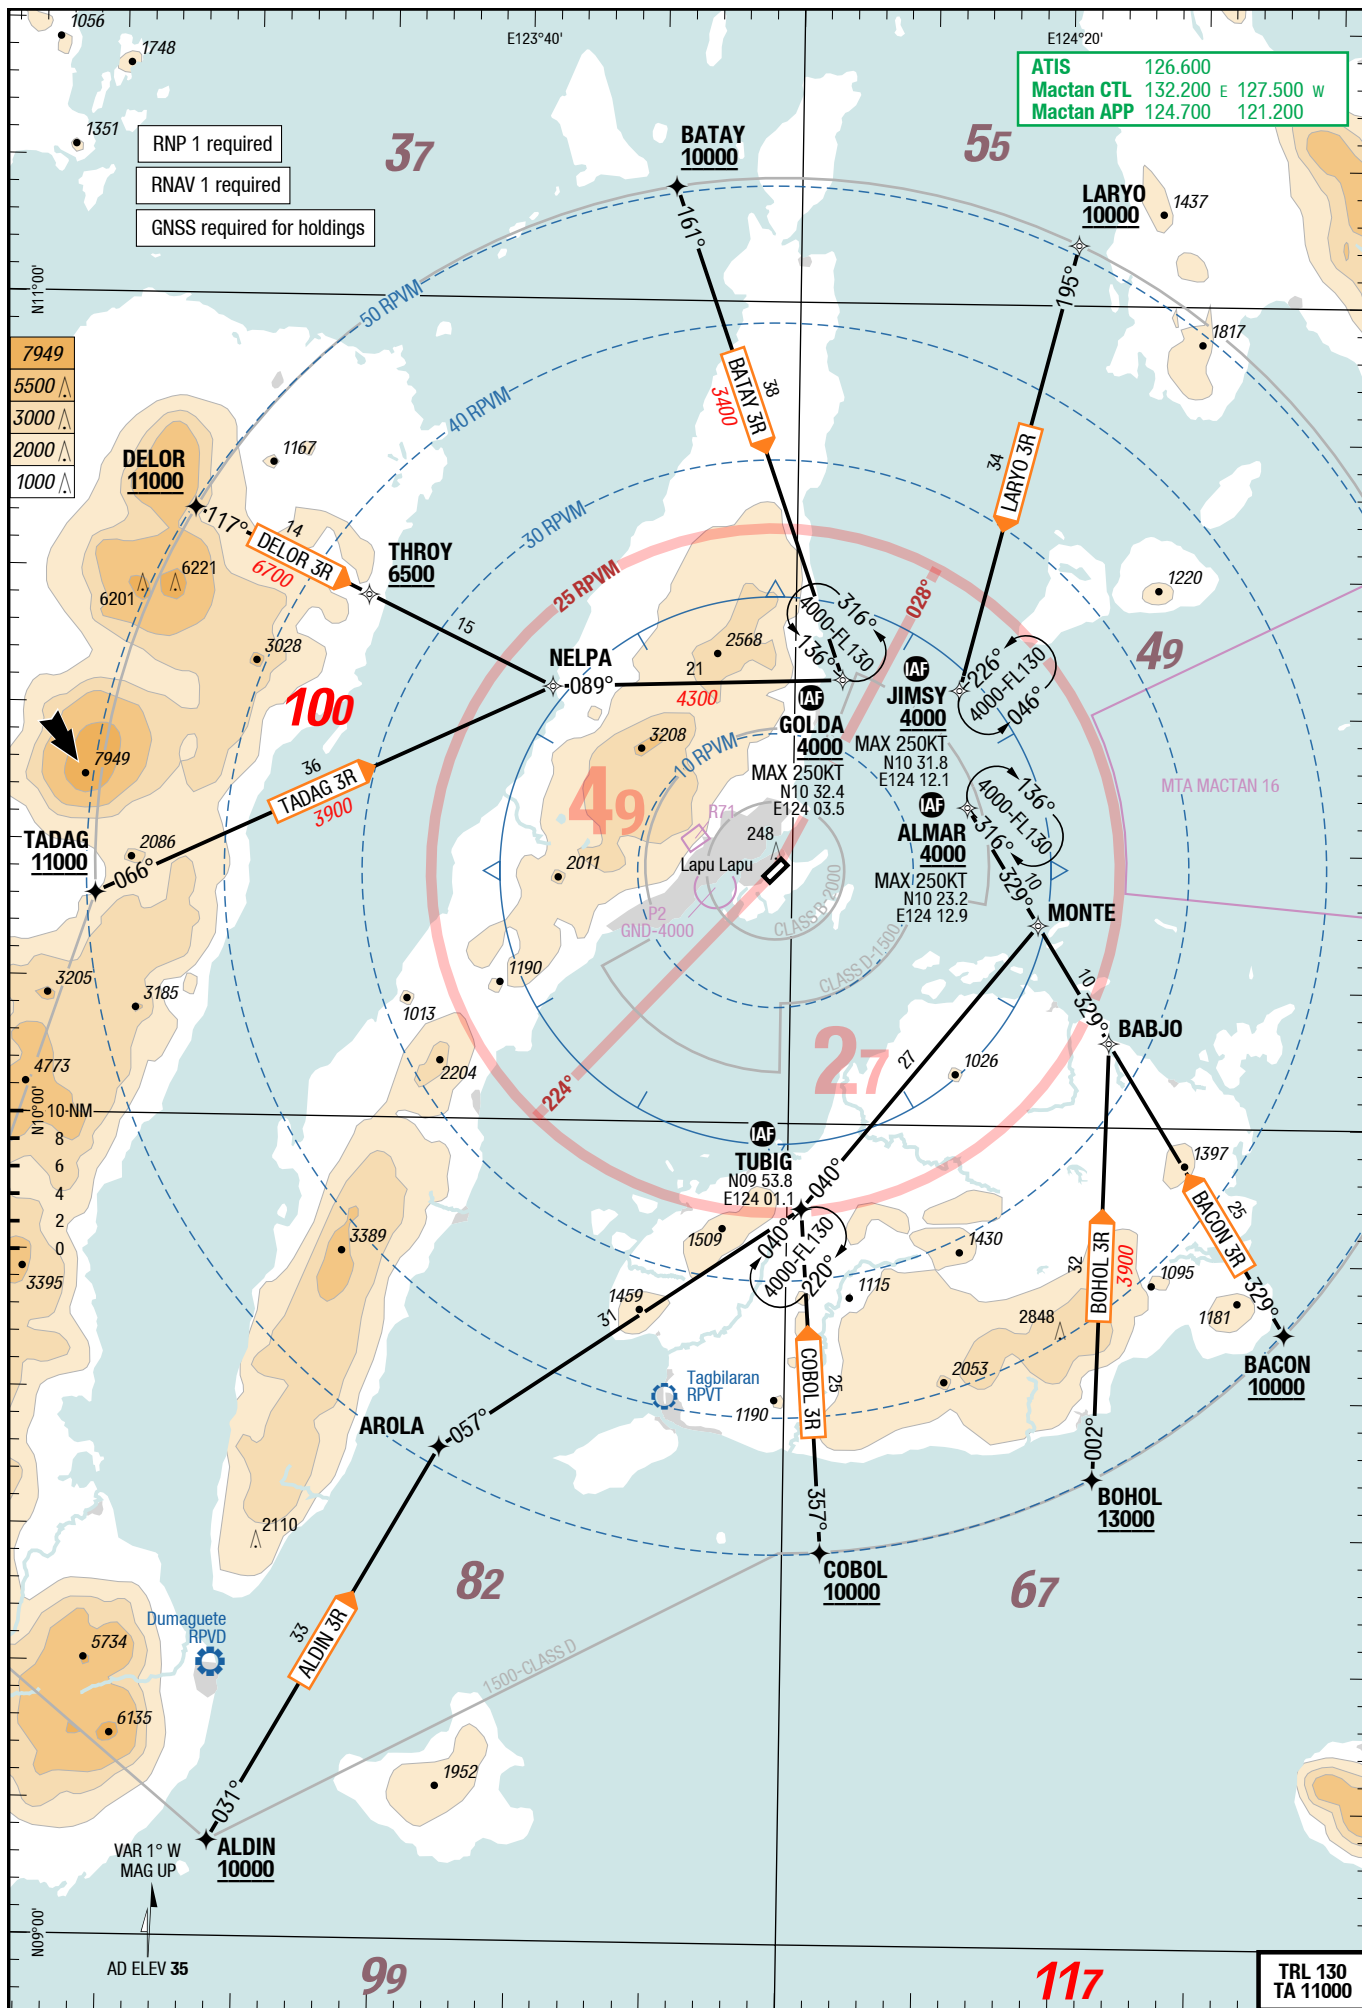 1056
1748
1351
RNP 1 required
RNAV 1 required
GNSS required for holdings
E123°40'
E124°20'
ATIS 126.600
Mactan CTL 132.200 E 127.500 W
Mactan APP 124.700 121.200
37
55
BATAY
10000
161°
BATAY 3R
38
3400
LARYO
10000
195°
LARYO 3R
34
1437
1817
1220
N11°00'
50 RPVM
40 RPVM
30 RPVM
25 RPVM
10 RPVM
7949
5500
3000
2000
1000
DELOR
11000
117°
14
DELOR 3R
6700
1167
THROY
6500
15
6201
6221
3028
100
NELPA
089°
21
4300
2568
3208
316°
4000-FL130
136°
028°
IAF
GOLDA
4000
MAX 250KT
N10 32.4
E124 03.5
IAF
JIMSY
4000
MAX 250KT
N10 31.8
E124 12.1
226°
4000-FL130
046°
49
MTA MACTAN 16
IAF
ALMAR
4000
MAX 250KT
N10 23.2
E124 12.9
136°
4000-FL130
316°
329°
10
MONTE
7949
36
TADAG 3R
3900
TADAG
11000
2086
066°
49
R71
248
Lapu Lapu
2011
P2
GND-4000
CLASS B-2000
CLASS D-1500
3205
3185
1190
1013
2204
4773
N10°00'
10-NM
8
6
4
2
0
224°
27
27
1026
10
329°
BABJO
IAF
TUBIG
N09 53.8
E124 01.1
040°
040°
4000-FL130
220°
1509
1459
31
3389
3395
1430
1115
2848
2053
1190
1397
25
BACON 3R
329°
1095
1181
BACON
10000
32
BOHOL 3R
3900
002°
BOHOL
13000
COBOL 3R
25
357°
COBOL
10000
Tagbilaran
RPVT
AROLA
057°
2110
82
67
Dumaguete
RPVD
33
ALDIN 3R
1500-CLASS D
5734
6135
1952
031°
ALDIN
10000
VAR 1° W
MAG UP
N09°00'
AD ELEV 35
99
117
TRL 130
TA 11000